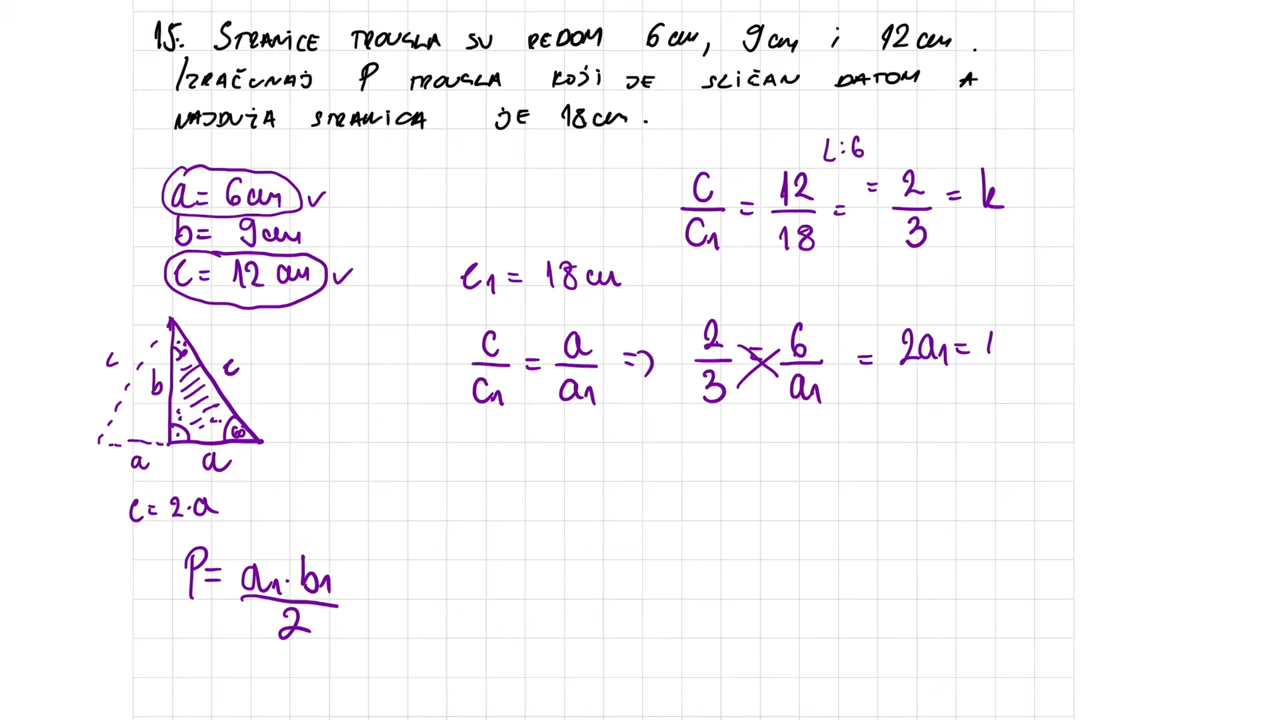 15. STRANICE TROUGLA SU REDOM 6cm, 9cm i 12cm.
IZRAČUNAJ P TROUGLA KOJI JE SLIČAN DATOM A
NAJDUŽA STRANICA JE 18cm.
a = 6cm ✓
b = 9cm
c = 12cm ✓
c/c1 = 12/18 = = 2/3 = k
L:6
c1 = 18cm
c/c1 = a/a1 => 2/3 = 6/a1 = 2a1 =
c
b
c
60
a
a
c = 2·a
P = a1·b1/2